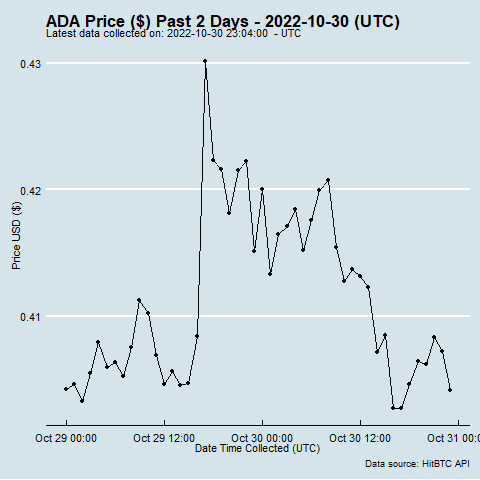 ADA Price ($) Past 2 Days - 2022-10-30 (UTC)
Latest data collected on: 2022-10-30 23:04:00  - UTC
0.43
0.42
0.41
Price USD ($)
Oct 29 00:00 Oct 29 12:00 Oct 30 00:00 Oct 30 12:00 Oct 31 00
Date Time Collected (UTC)
Data source: HitBTC API